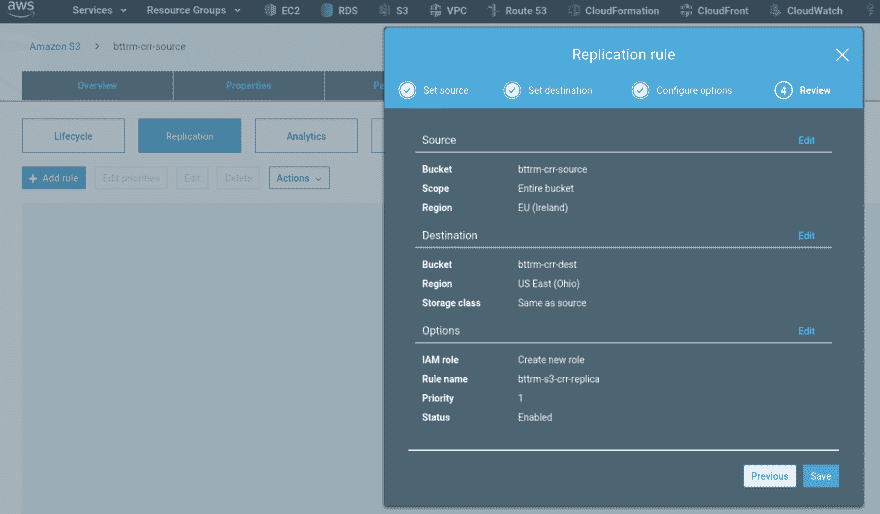 aws
Services Resource Groups EC2 RDS S3 VPC Route 53 CloudFormation CloudFront CloudWatch
Amazon S3 > bttrm-crr-source
Overview Properties
Lifecycle Replication Analytics
+ Add rule Edit priorities Edit Delete Actions
Replication rule
Set source Set destination Configure options 4 Review
Source Edit
Bucket bttrm-crr-source
Scope Entire bucket
Region EU (Ireland)
Destination Edit
Bucket bttrm-crr-dest
Region US East (Ohio)
Storage class Same as source
Options Edit
IAM role Create new role
Rule name bttrm-s3-crr-replica
Priority 1
Status Enabled
Previous Save